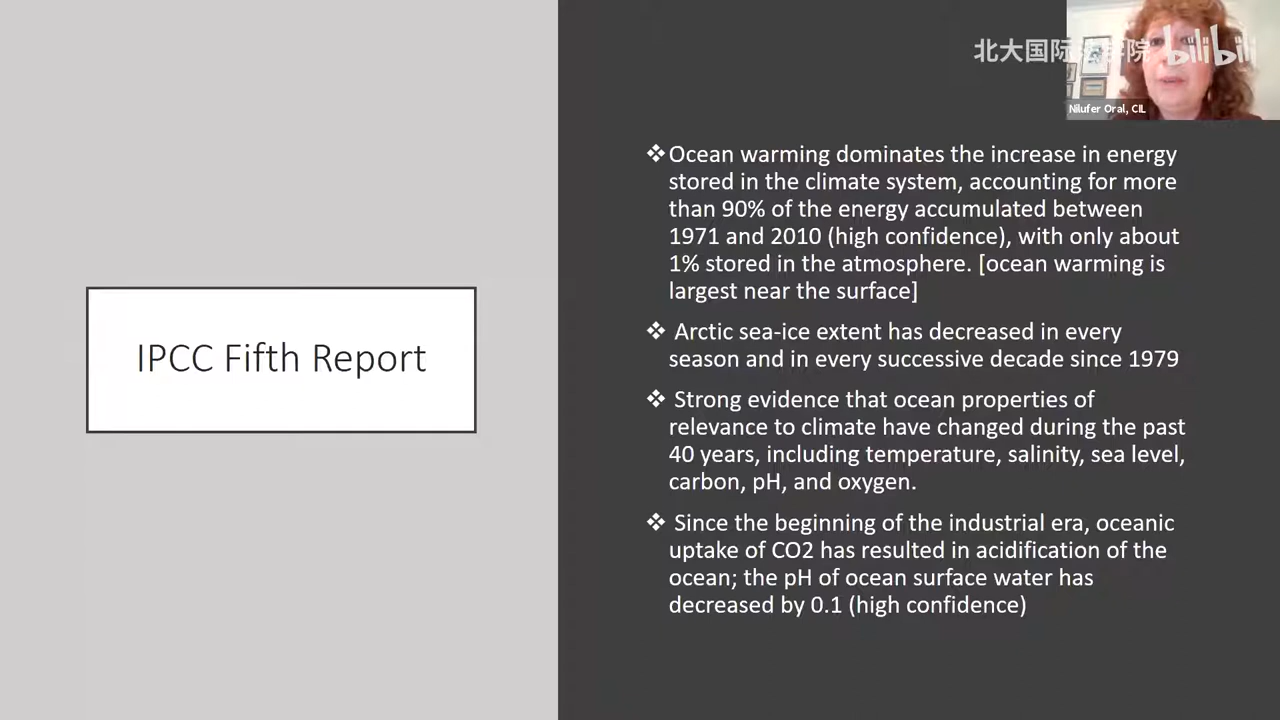 北大国际法学院 bilibili
Nilufer Oral, CIL
IPCC Fifth Report
❖Ocean warming dominates the increase in energy
stored in the climate system, accounting for more
than 90% of the energy accumulated between
1971 and 2010 (high confidence), with only about
1% stored in the atmosphere. [ocean warming is
largest near the surface]
❖ Arctic sea-ice extent has decreased in every
season and in every successive decade since 1979
❖ Strong evidence that ocean properties of
relevance to climate have changed during the past
40 years, including temperature, salinity, sea level,
carbon, pH, and oxygen.
❖ Since the beginning of the industrial era, oceanic
uptake of CO2 has resulted in acidification of the
ocean; the pH of ocean surface water has
decreased by 0.1 (high confidence)